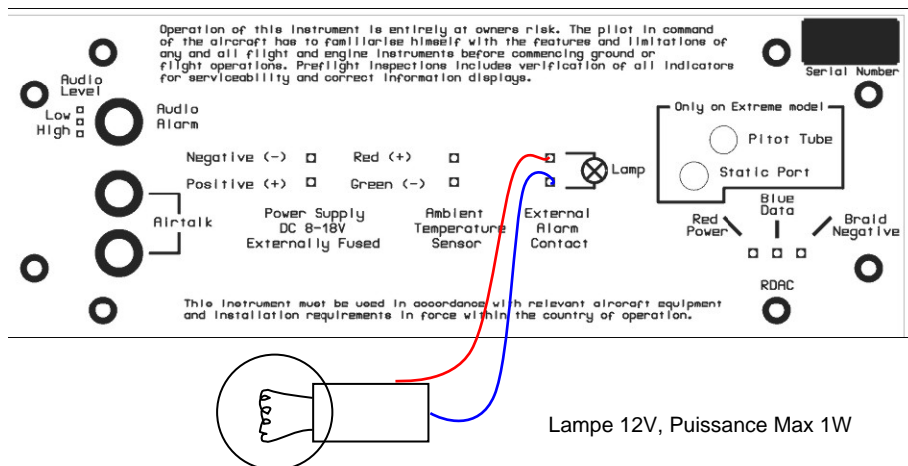 Operation of this instrument is entirely at owners risk. The pilot in command
of the aircraft has to familiarise himself with the features and limitations of
any and all flight and engine instruments before commencing ground or
flight operations. Preflight inspections includes verification of all indicators
for serviceability and correct information displays.
Serial Number
Audio
Level
Low
High
Audio
Alarm
Only on Extreme model
Pitot Tube
Static Port
Negative (-)
Red (+)
Lamp
Positive (+)
Green (-)
Airtalk
Power Supply
DC 8-18V
Externally Fused
Ambient
Temperature
Sensor
External
Alarm
Contact
Red
Power
Blue
Data
Braid
Negative
RDAC
This instrument must be used in accordance with relevant aircraft equipment
and installation requirements in force within the country of operation.
Lampe 12V, Puissance Max 1W